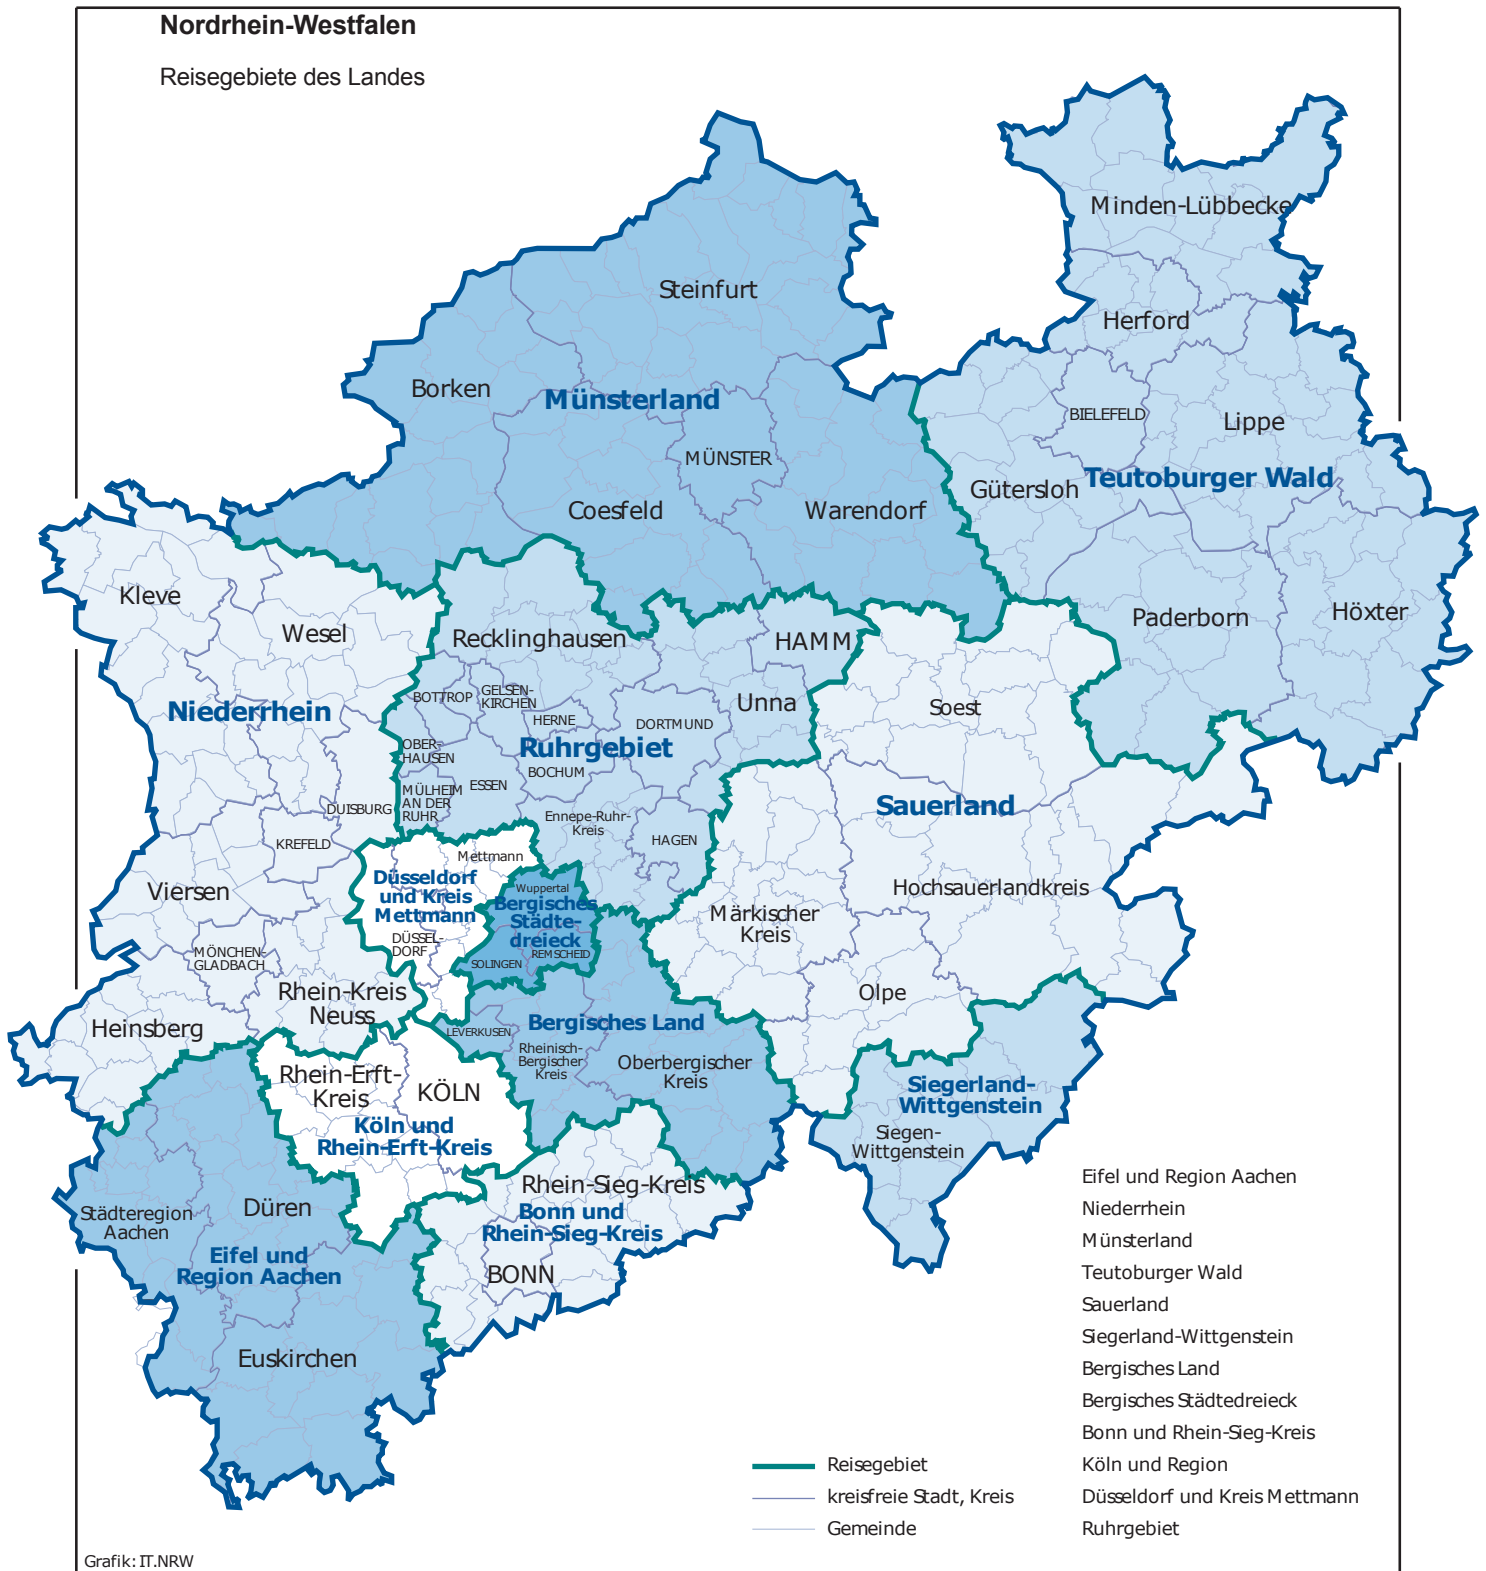 Nordrhein-Westfalen
Reisegebiete des Landes
Minden-Lübbecke
Steinfurt
Herford
Borken
Münsterland
BIELEFELD
Lippe
MÜNSTER
Teutoburger Wald
Gütersloh
Coesfeld
Warendorf
Kleve
Wesel
Recklinghausen
HAMM
Paderborn
Höxter
Niederrhein
BOTTROP
GELSEN-
KIRCHEN
HERNE
DORTMUND
Unna
Soest
OBER-
HAUSEN
Ruhrgebiet
BOCHUM
ESSEN
MÜLHEIM
AN DER
RUHR
DUISBURG
Sauerland
Ennepe-Ruhr-
Kreis
HAGEN
KREFELD
Mettmann
Düsseldorf
und Kreis
Mettmann
Viersen
Wuppertal
Bergisches
Städte-
dreieck
Hochsauerlandkreis
Märkischer
Kreis
DÜSSEL-
DORF
MÖNCHEN-
GLADBACH
SOLINGEN
REMSCHEID
Rhein-Kreis
Neuss
Olpe
Heinsberg
LEVERKUSEN
Bergisches Land
Rheinisch-
Bergischer
Kreis
Oberbergischer
Kreis
Rhein-Erft-
Kreis
KÖLN
Köln und
Rhein-Erft-Kreis
Siegerland-
Wittgenstein
Siegen-
Wittgenstein
Rhein-Sieg-Kreis
Bonn und
Rhein-Sieg-Kreis
BONN
Düren
Städteregion
Aachen
Eifel und
Region Aachen
Euskirchen
Eifel und Region Aachen
Niederrhein
Münsterland
Teutoburger Wald
Sauerland
Siegerland-Wittgenstein
Bergisches Land
Bergisches Städtedreieck
Bonn und Rhein-Sieg-Kreis
Köln und Region
Düsseldorf und Kreis Mettmann
Ruhrgebiet
Reisegebiet
kreisfreie Stadt, Kreis
Gemeinde
Grafik: IT.NRW